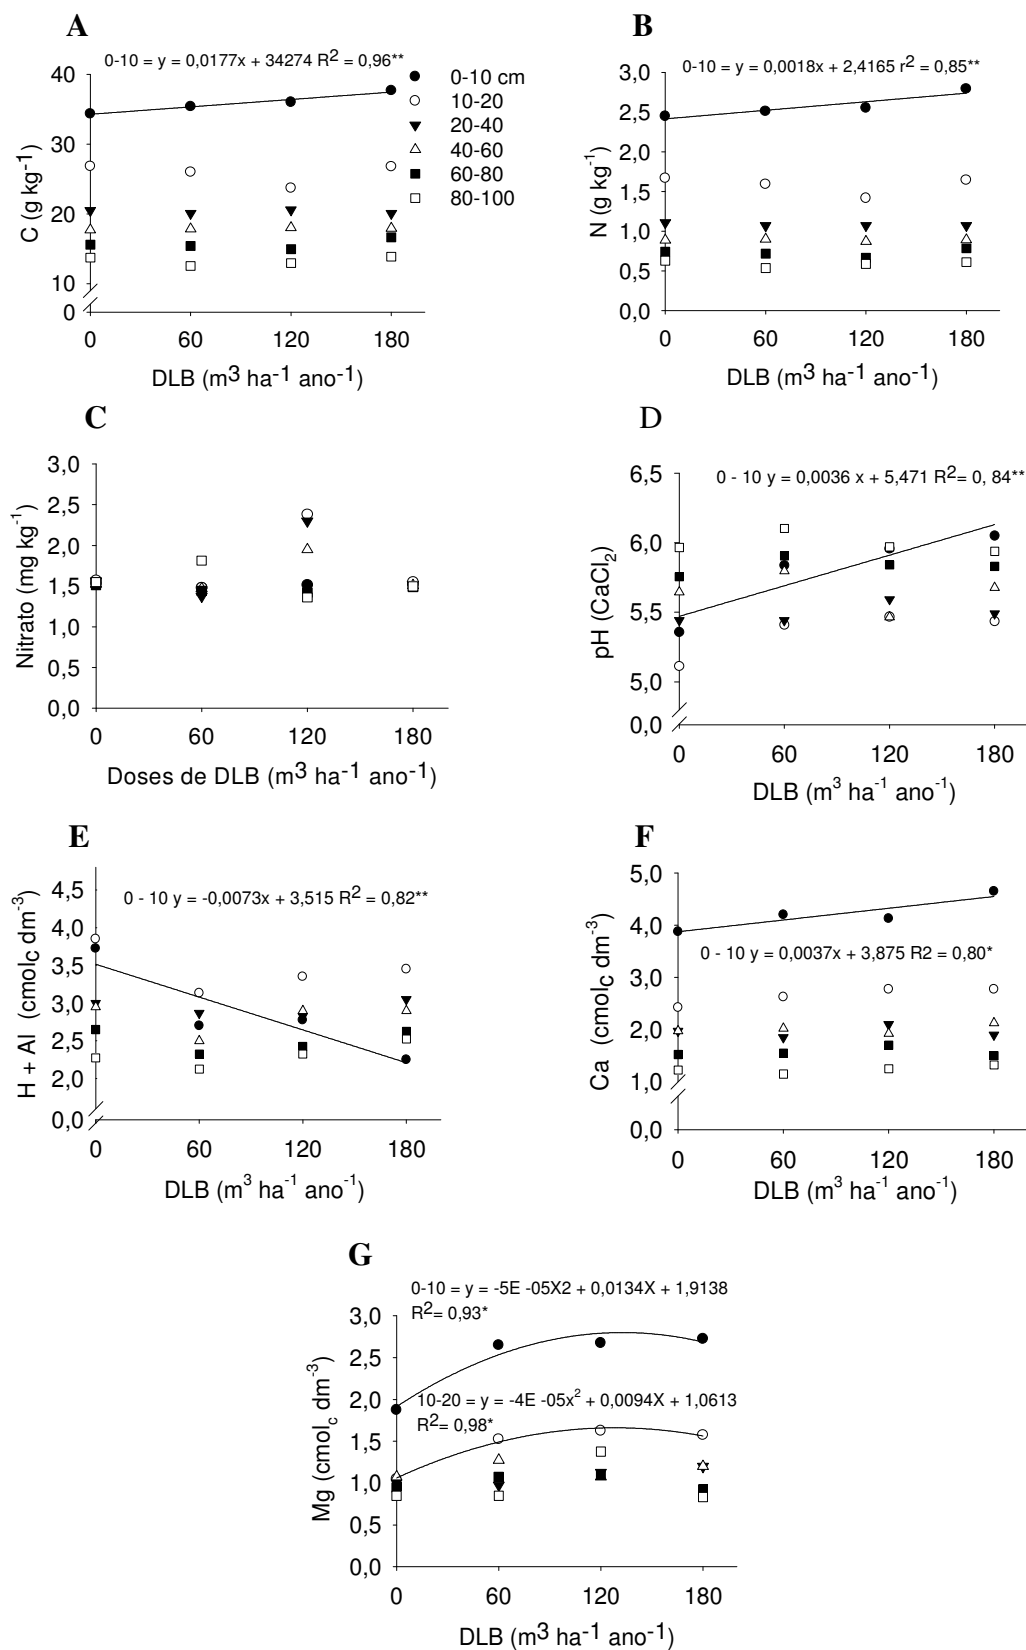 A
0-10 = y = 0,0177x + 34274 R² = 0,96**
40
30
20
10
0
C (g kg⁻¹)
0 60 120 180
DLB (m³ ha⁻¹ ano⁻¹)
0-10 cm
10-20
20-40
40-60
60-80
80-100
B
0-10 = y = 0,0018x + 2,4165 r² = 0,85**
3,0
2,5
2,0
1,5
1,0
0,5
0,0
N (g kg⁻¹)
0 60 120 180
DLB (m³ ha⁻¹ ano⁻¹)
C
3,0
2,5
2,0
1,5
1,0
0,5
0,0
Nitrato (mg kg⁻¹)
0 60 120 180
Doses de DLB (m³ ha⁻¹ ano⁻¹)
D
0 - 10 y = 0,0036 x + 5,471 R²= 0, 84**
6,5
6,0
5,5
5,0
0,0
pH (CaCl₂)
0 60 120 180
DLB (m³ ha⁻¹ ano⁻¹)
E
0 - 10 y = -0,0073x + 3,515 R² = 0,82**
4,5
4,0
3,5
3,0
2,5
2,0
0,0
H + Al (cmolc dm⁻³)
0 60 120 180
DLB (m³ ha⁻¹ ano⁻¹)
F
5,0
4,0
3,0
2,0
1,0
0,0
0 - 10 y = 0,0037x + 3,875 R2 = 0,80*
Ca (cmolc dm⁻³)
0 60 120 180
DLB (m³ ha⁻¹ ano⁻¹)
G
0-10 = y = -5E -05X2 + 0,0134X + 1,9138
R²= 0,93*
10-20 = y = -4E -05x² + 0,0094X + 1,0613
R²= 0,98*
3,0
2,5
2,0
1,5
1,0
0,5
0,0
Mg (cmolc dm⁻³)
0 60 120 180
DLB (m³ ha⁻¹ ano⁻¹)